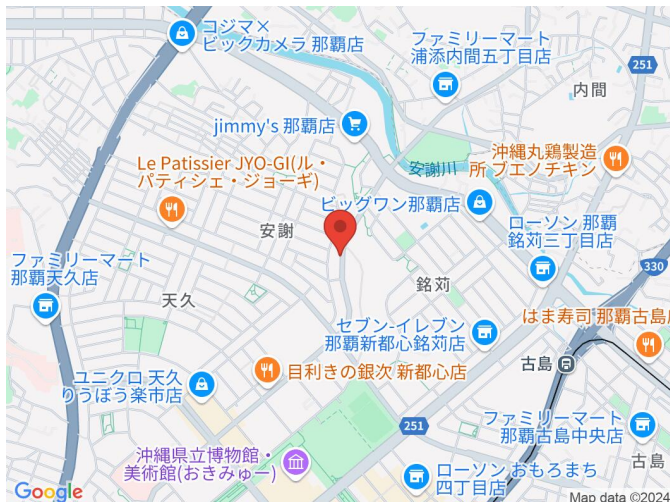 コジマ×
ビックカメラ 那覇店
ファミリーマート
浦添内間五丁目店
251
内間
jimmy's 那覇店
沖縄丸鶏製造
所 ブエノチキン
安謝川
Le Patissier JYO-GI(ル・
パティシェ・ジョーギ)
ビッグワン那覇店
安謝
ローソン 那覇
銘苅三丁目店
ファミリーマート
那覇天久店
天久
銘苅
330
セブン-イレブン
那覇新都心銘苅店
はま寿司 那覇古島店
古島
目利きの銀次 新都心店
ユニクロ 天久
りうぼう楽市店
251
ファミリーマート
那覇古島中央店
沖縄県立博物館・
美術館(おきみゅー)
古島
ローソン おもろまち
四丁目店
Google
Map data ©2024